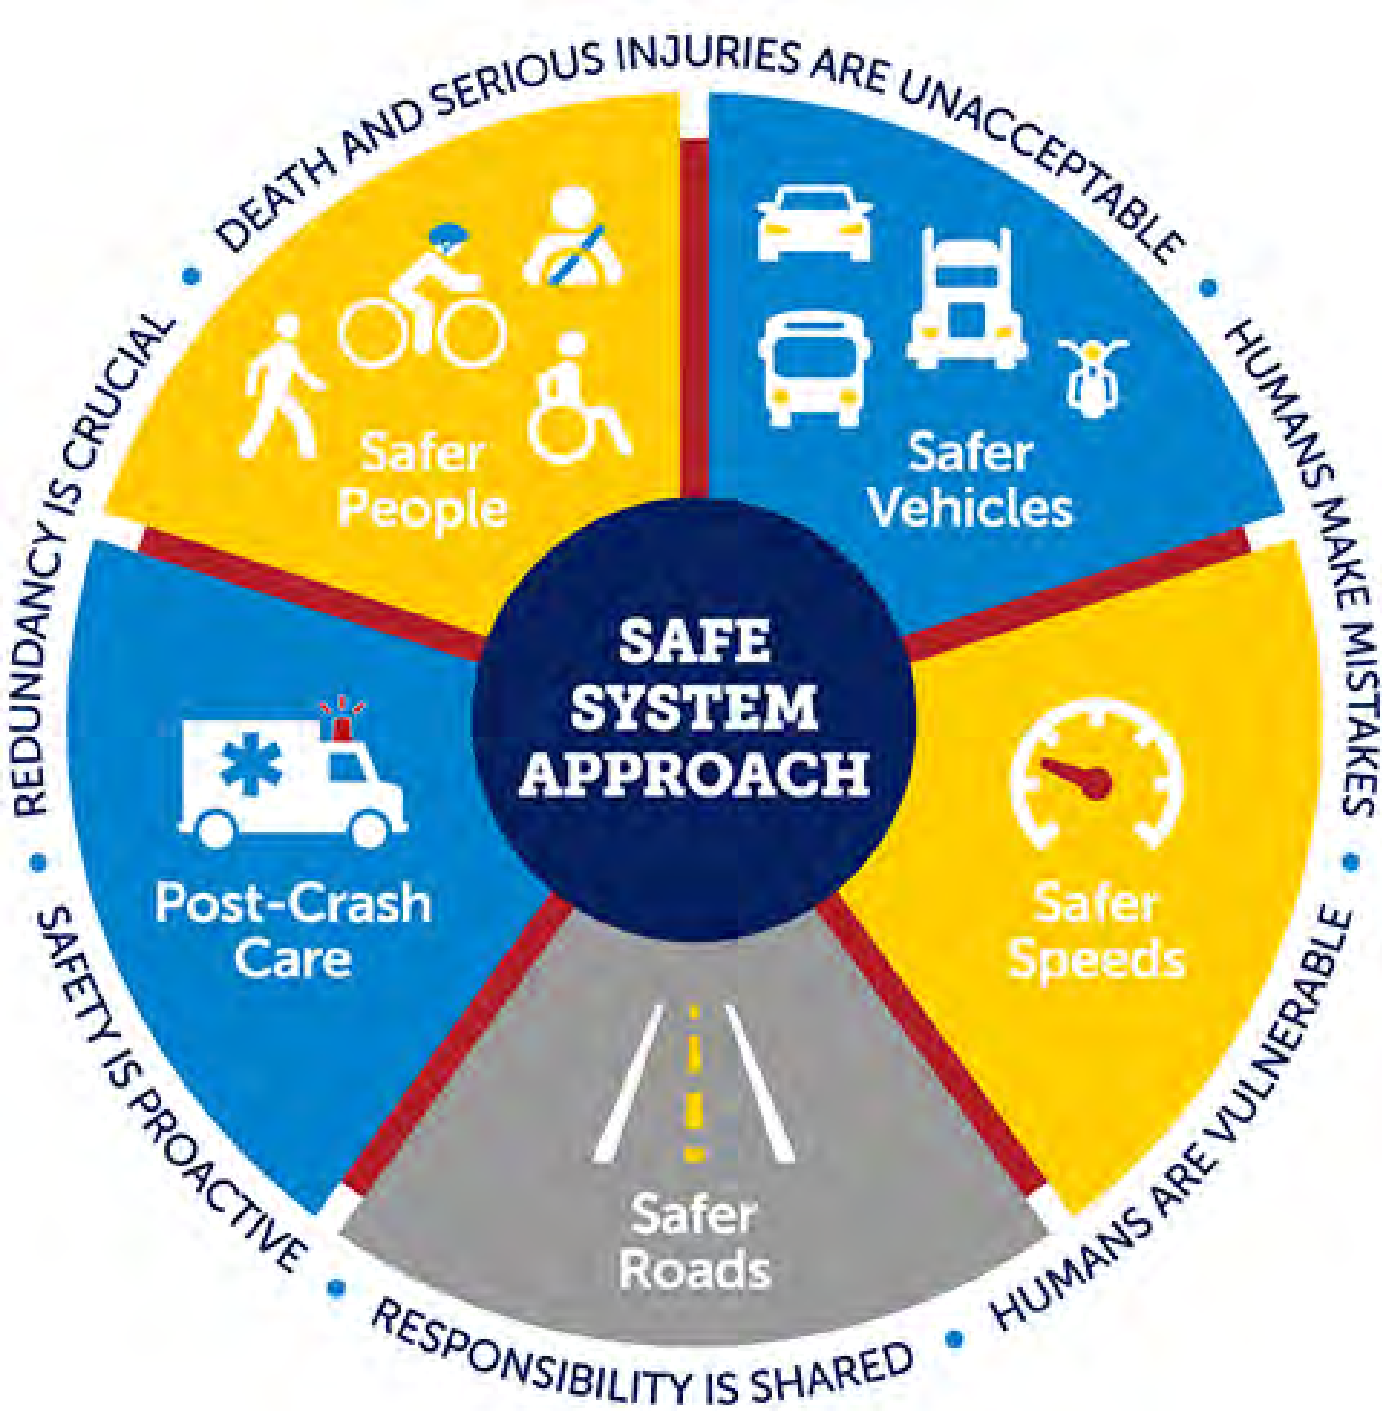 DEATH AND SERIOUS INJURIES ARE UNACCEPTABLE
HUMANS MAKE MISTAKES
HUMANS ARE VULNERABLE
RESPONSIBILITY IS SHARED
SAFETY IS PROACTIVE
REDUNDANCY IS CRUCIAL
Safer
People
Safer
Vehicles
SAFE
SYSTEM
APPROACH
Post-Crash
Care
Safer
Speeds
Safer
Roads